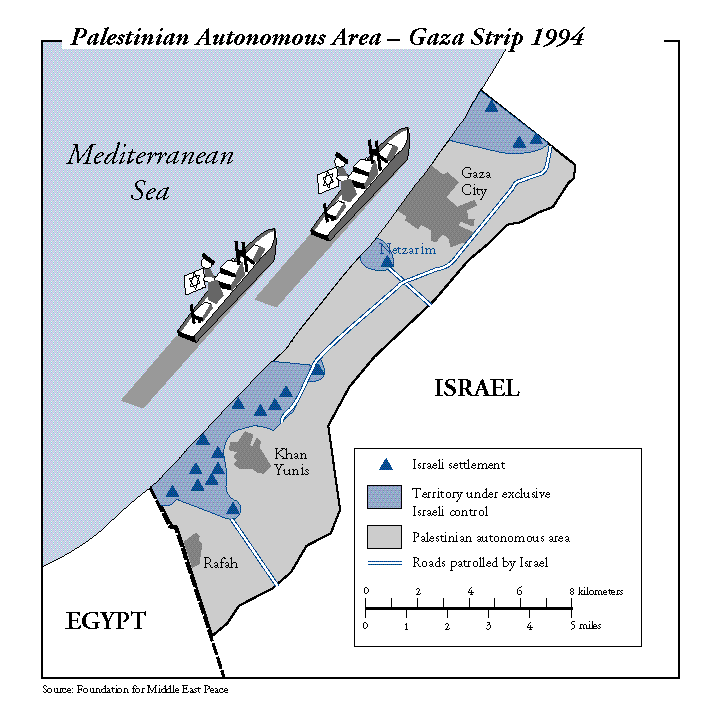 Palestinian Autonomous Area – Gaza Strip 1994
Mediterranean
Sea
Gaza
City
Netzarim
ISRAEL
Khan
Yunis
Rafah
EGYPT
Israeli settlement
Territory under exclusive
Israeli control
Palestinian autonomous area
Roads patrolled by Israel
0 2 4 6 8 kilometers
0 1 2 3 4 5 miles
Source: Foundation for Middle East Peace